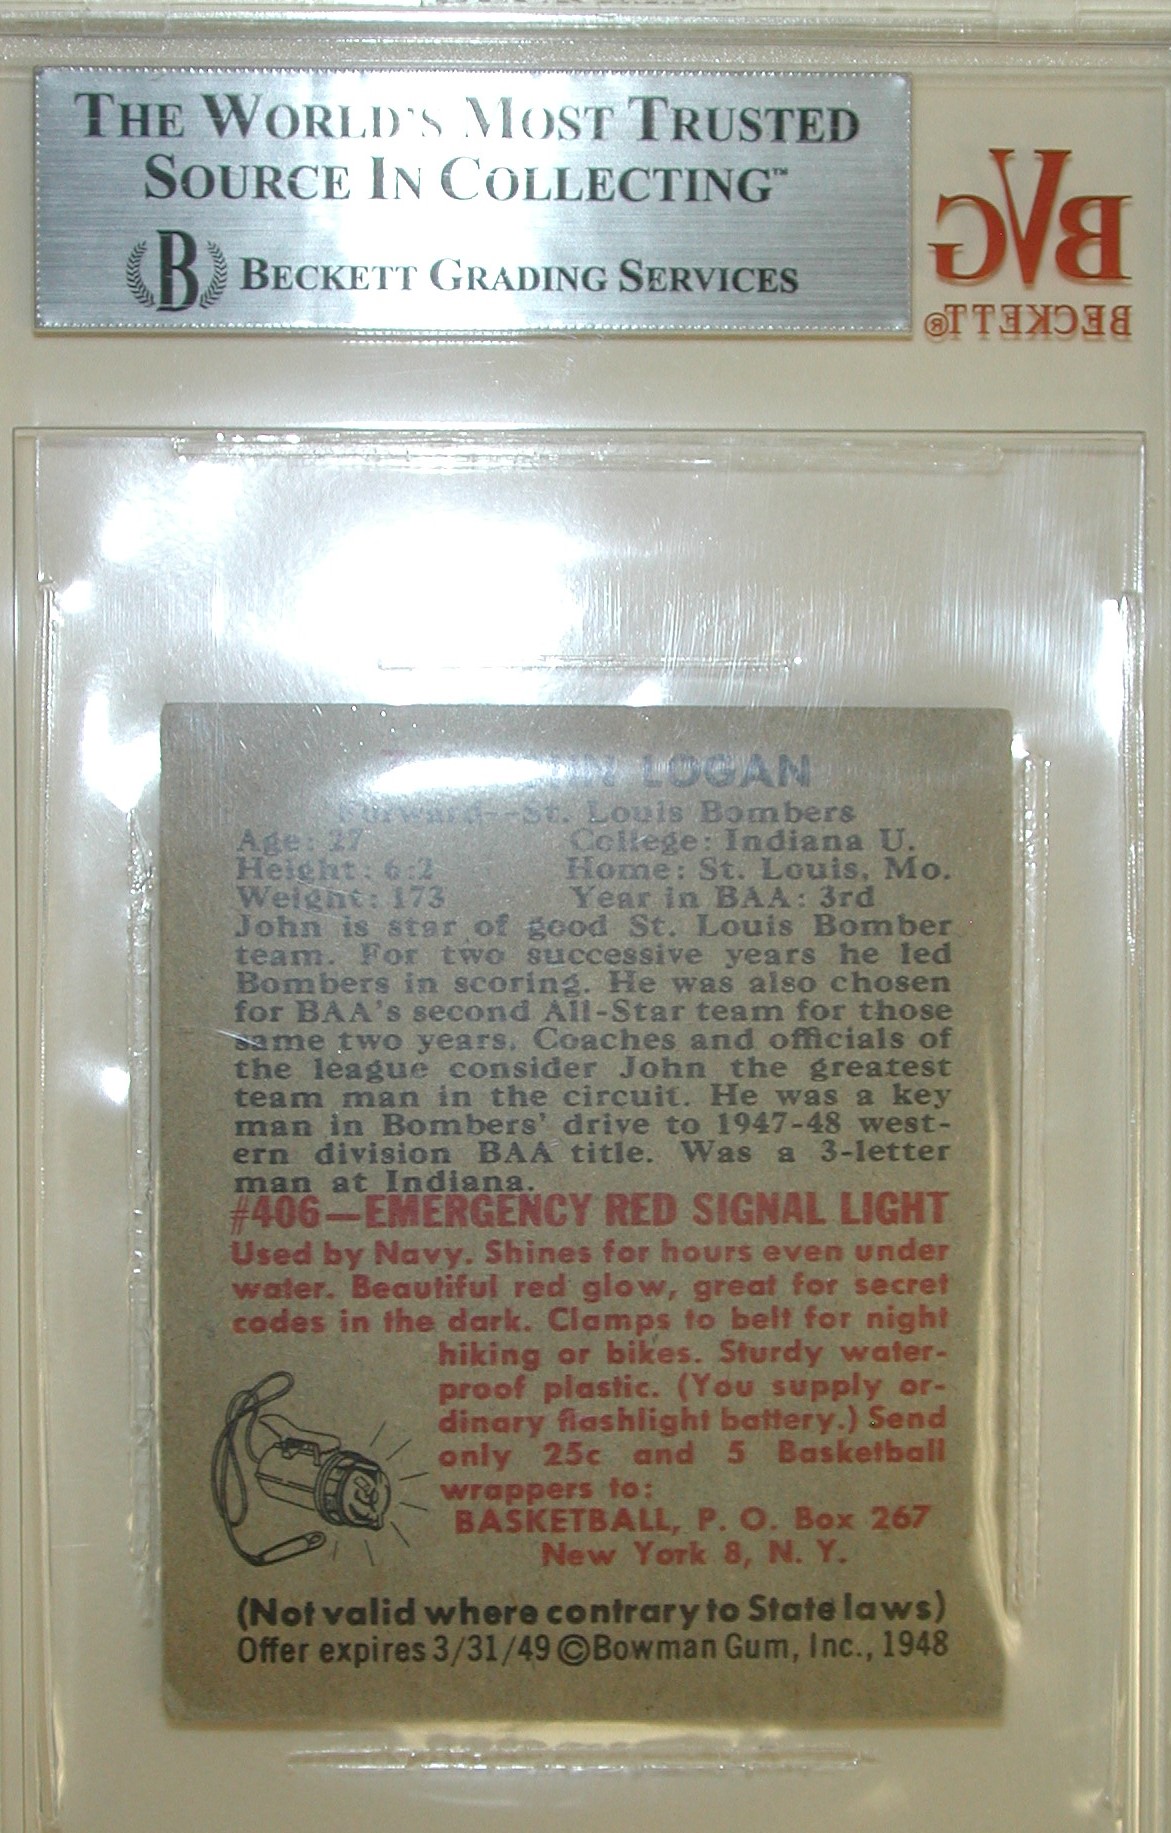 THE WORLD'S MOST TRUSTED
SOURCE IN COLLECTING™
B BECKETT GRADING SERVICES
BVG
BECKETT®
LOGAN
Forward--St. Louis Bombers
Age: 27 College: Indiana U.
Height: 6:2 Home: St. Louis, Mo.
Weight: 173 Year in BAA: 3rd
John is star of good St. Louis Bomber
team. For two successive years he led
Bombers in scoring. He was also chosen
for BAA's second All-Star team for those
same two years. Coaches and officials of
the league consider John the greatest
team man in the circuit. He was a key
man in Bombers' drive to 1947-48 west-
ern division BAA title. Was a 3-letter
man at Indiana.
#406—EMERGENCY RED SIGNAL LIGHT
Used by Navy. Shines for hours even under
water. Beautiful red glow, great for secret
codes in the dark. Clamps to belt for night
hiking or bikes. Sturdy water-
proof plastic. (You supply or-
dinary flashlight battery.) Send
only 25c and 5 Basketball
wrappers to:
BASKETBALL, P. O. Box 267
New York 8, N. Y.
(Not valid where contrary to State laws)
Offer expires 3/31/49 ©Bowman Gum, Inc., 1948